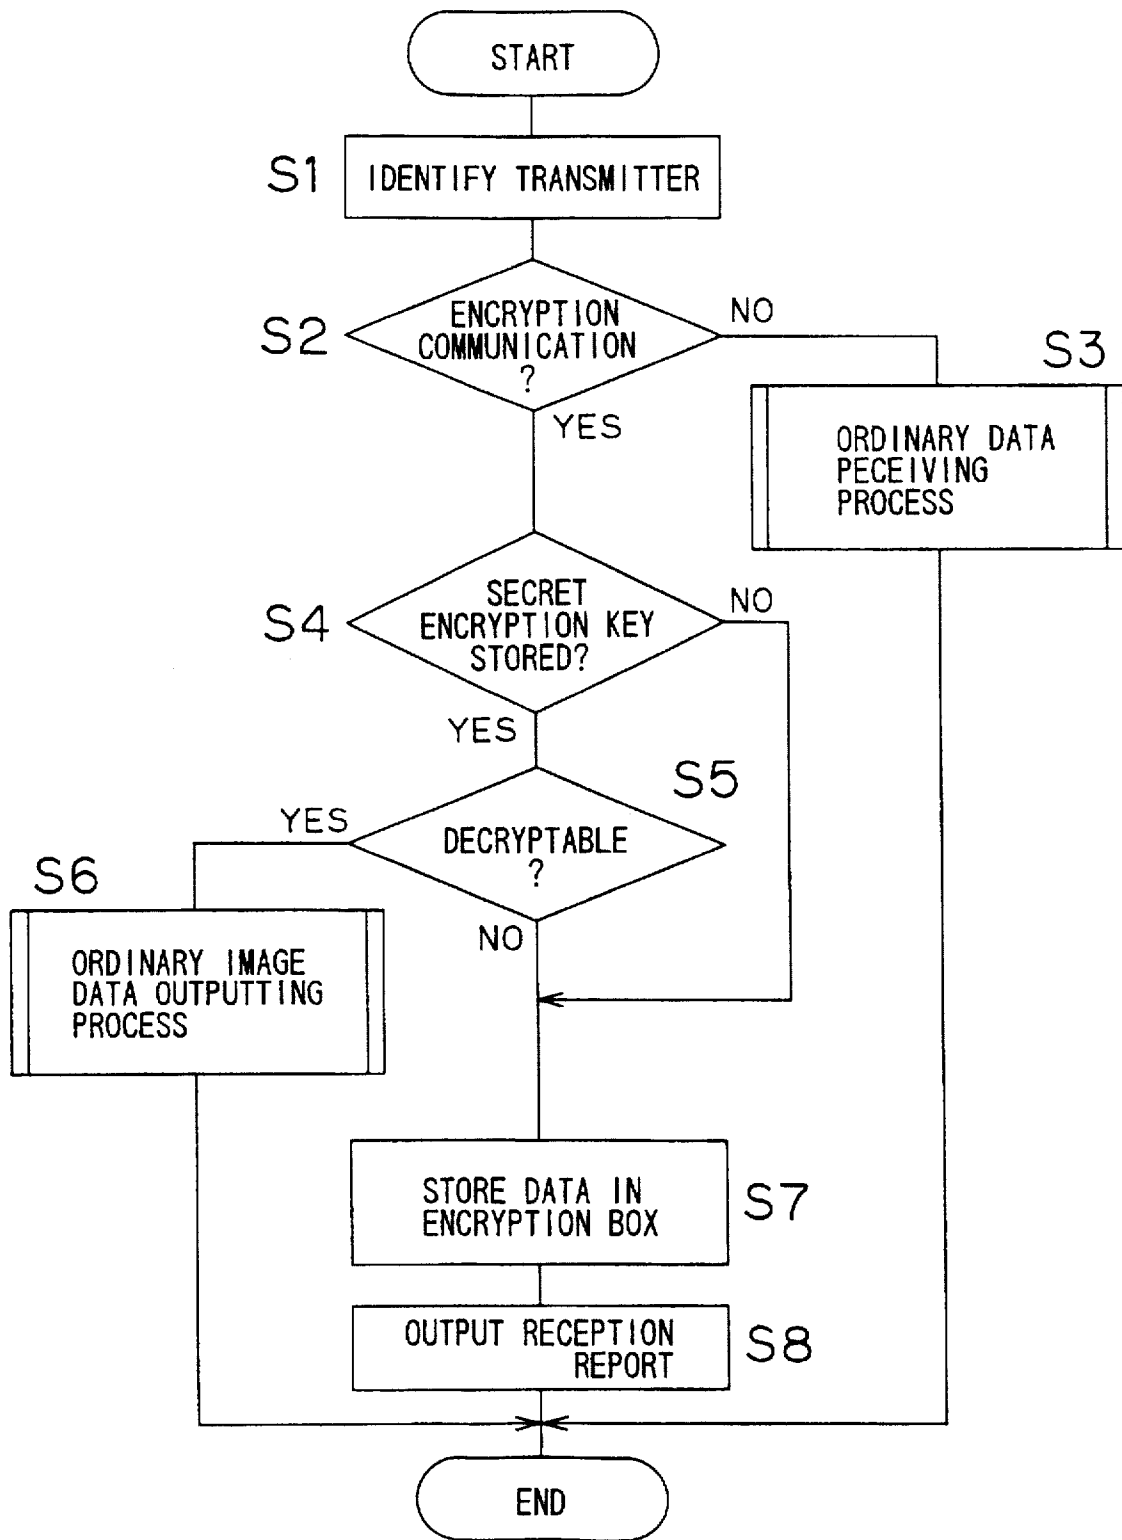 START
S1
IDENTIFY TRANSMITTER
S2
ENCRYPTION
COMMUNICATION
?
NO
YES
S3
ORDINARY DATA
PECEIVING
PROCESS
S4
SECRET
ENCRYPTION KEY
STORED?
NO
YES
S5
DECRYPTABLE
?
YES
NO
S6
ORDINARY IMAGE
DATA OUTPUTTING
PROCESS
STORE DATA IN
ENCRYPTION BOX
S7
OUTPUT RECEPTION
REPORT
S8
END